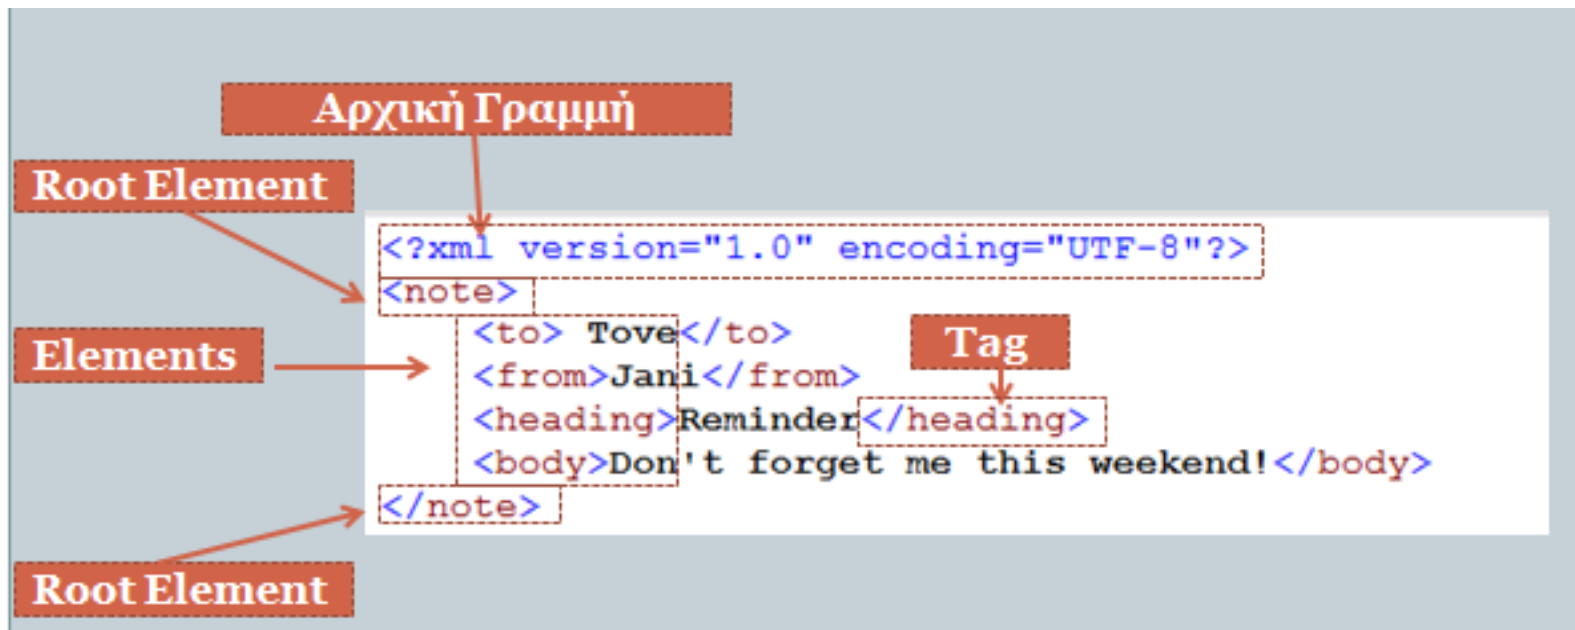 Αρχική Γραμμή
Root Element
<?xml version="1.0" encoding="UTF-8"?>
<note>
<to> Tove</to>
Elements
Tag
<from>Jani</from>
<heading>Reminder</heading>
<body>Don't forget me this weekend!</body>
</note>
Root Element